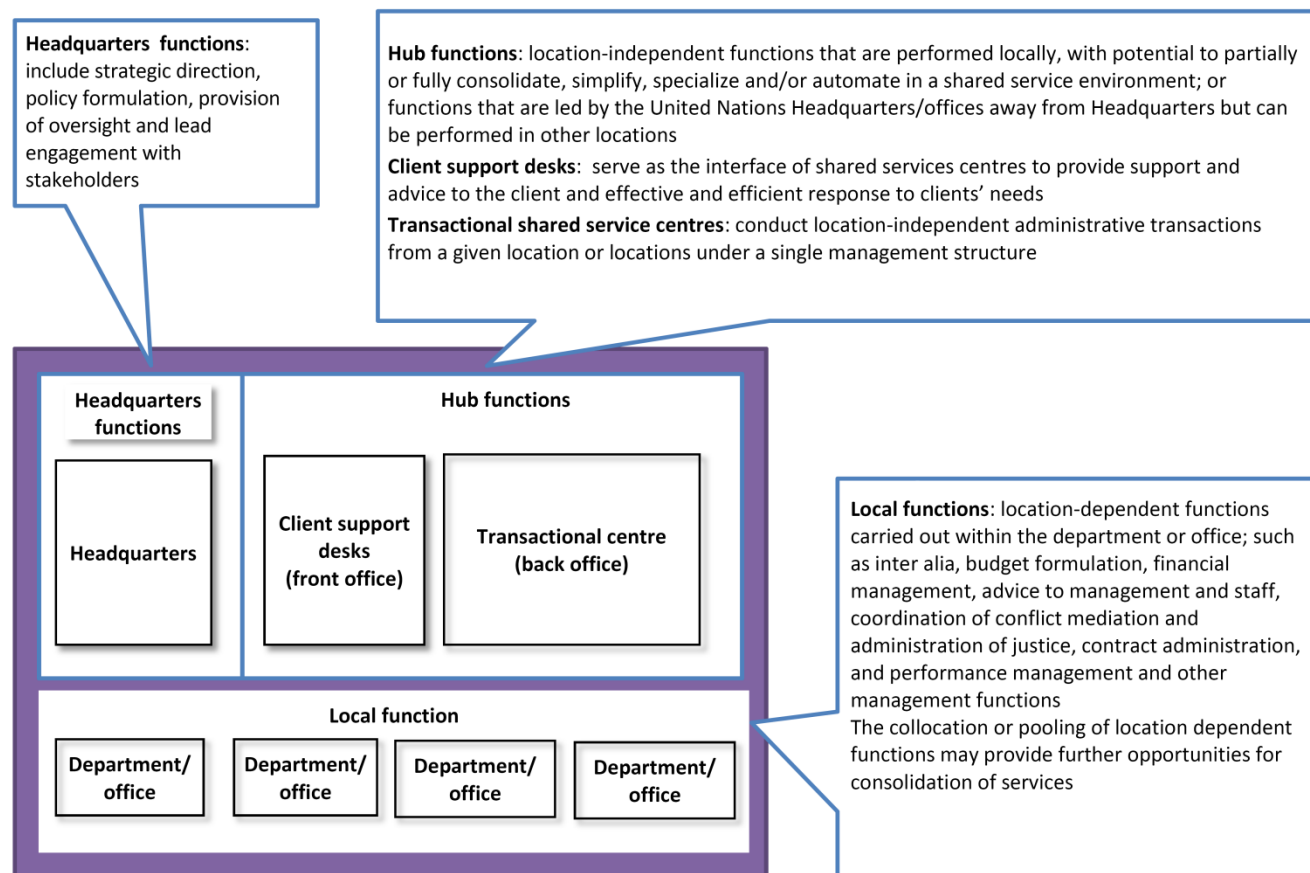 Headquarters functions:
include strategic direction,
policy formulation, provision
of oversight and lead
engagement with
stakeholders
Hub functions: location-independent functions that are performed locally, with potential to partially
or fully consolidate, simplify, specialize and/or automate in a shared service environment; or
functions that are led by the United Nations Headquarters/offices away from Headquarters but can
be performed in other locations
Client support desks: serve as the interface of shared services centres to provide support and
advice to the client and effective and efficient response to clients' needs
Transactional shared service centres: conduct location-independent administrative transactions
from a given location or locations under a single management structure
Headquarters
functions
Headquarters
Hub functions
Client support
desks
(front office)
Transactional centre
(back office)
Local function
Department/
office
Department/
office
Department/
office
Department/
office
Local functions: location-dependent functions
carried out within the department or office; such
as inter alia, budget formulation, financial
management, advice to management and staff,
coordination of conflict mediation and
administration of justice, contract administration,
and performance management and other
management functions
The collocation or pooling of location dependent
functions may provide further opportunities for
consolidation of services